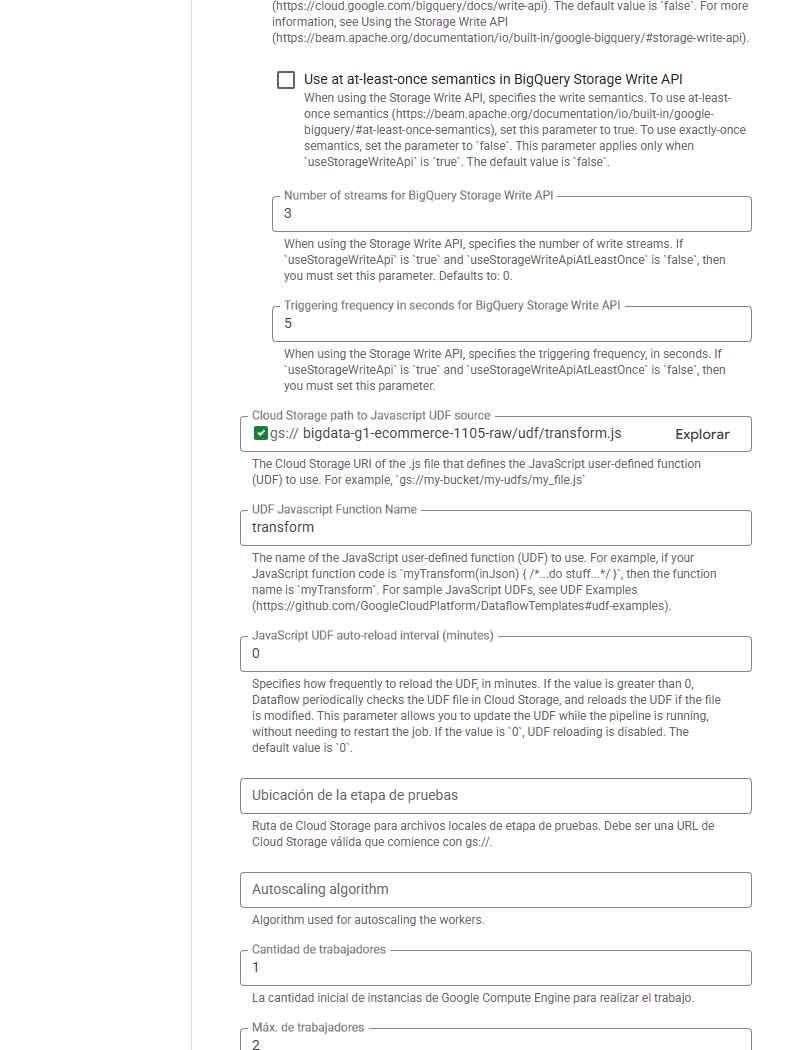 (https://cloud.google.com/bigquery/docs/write-api). The default value is `false`. For more
information, see Using the Storage Write API
(https://beam.apache.org/documentation/io/built-in/google-bigquery/#storage-write-api).
Use at at-least-once semantics in BigQuery Storage Write API
When using the Storage Write API, specifies the write semantics. To use at-least-
once semantics (https://beam.apache.org/documentation/io/built-in/google-
bigquery/#at-least-once-semantics), set this parameter to true. To use exactly-once
semantics, set the parameter to `false`. This parameter applies only when
`useStorageWriteApi` is `true`. The default value is `false`.
Number of streams for BigQuery Storage Write API
3
When using the Storage Write API, specifies the number of write streams. If
`useStorageWriteApi` is `true` and `useStorageWriteApiAtLeastOnce` is `false`, then
you must set this parameter. Defaults to: 0.
Triggering frequency in seconds for BigQuery Storage Write API
5
When using the Storage Write API, specifies the triggering frequency, in seconds. If
`useStorageWriteApi` is `true` and `useStorageWriteApiAtLeastOnce` is `false`, then
you must set this parameter.
Cloud Storage path to Javascript UDF source
gs:// bigdata-g1-ecommerce-1105-raw/udf/transform.js Explorar
The Cloud Storage URI of the .js file that defines the JavaScript user-defined function
(UDF) to use. For example, `gs://my-bucket/my-udfs/my_file.js`
UDF Javascript Function Name
transform
The name of the JavaScript user-defined function (UDF) to use. For example, if your
JavaScript function code is `myTransform(inJson) { /*...do stuff...*/ }`, then the function
name is `myTransform`. For sample JavaScript UDFs, see UDF Examples
(https://github.com/GoogleCloudPlatform/DataflowTemplates#udf-examples).
JavaScript UDF auto-reload interval (minutes)
0
Specifies how frequently to reload the UDF, in minutes. If the value is greater than 0,
Dataflow periodically checks the UDF file in Cloud Storage, and reloads the UDF if the file
is modified. This parameter allows you to update the UDF while the pipeline is running,
without needing to restart the job. If the value is `0`, UDF reloading is disabled. The
default value is `0`.
Ubicación de la etapa de pruebas
Ruta de Cloud Storage para archivos locales de etapa de pruebas. Debe ser una URL de
Cloud Storage válida que comience con gs://.
Autoscaling algorithm
Algorithm used for autoscaling the workers.
Cantidad de trabajadores
1
La cantidad inicial de instancias de Google Compute Engine para realizar el trabajo.
Máx. de trabajadores
2